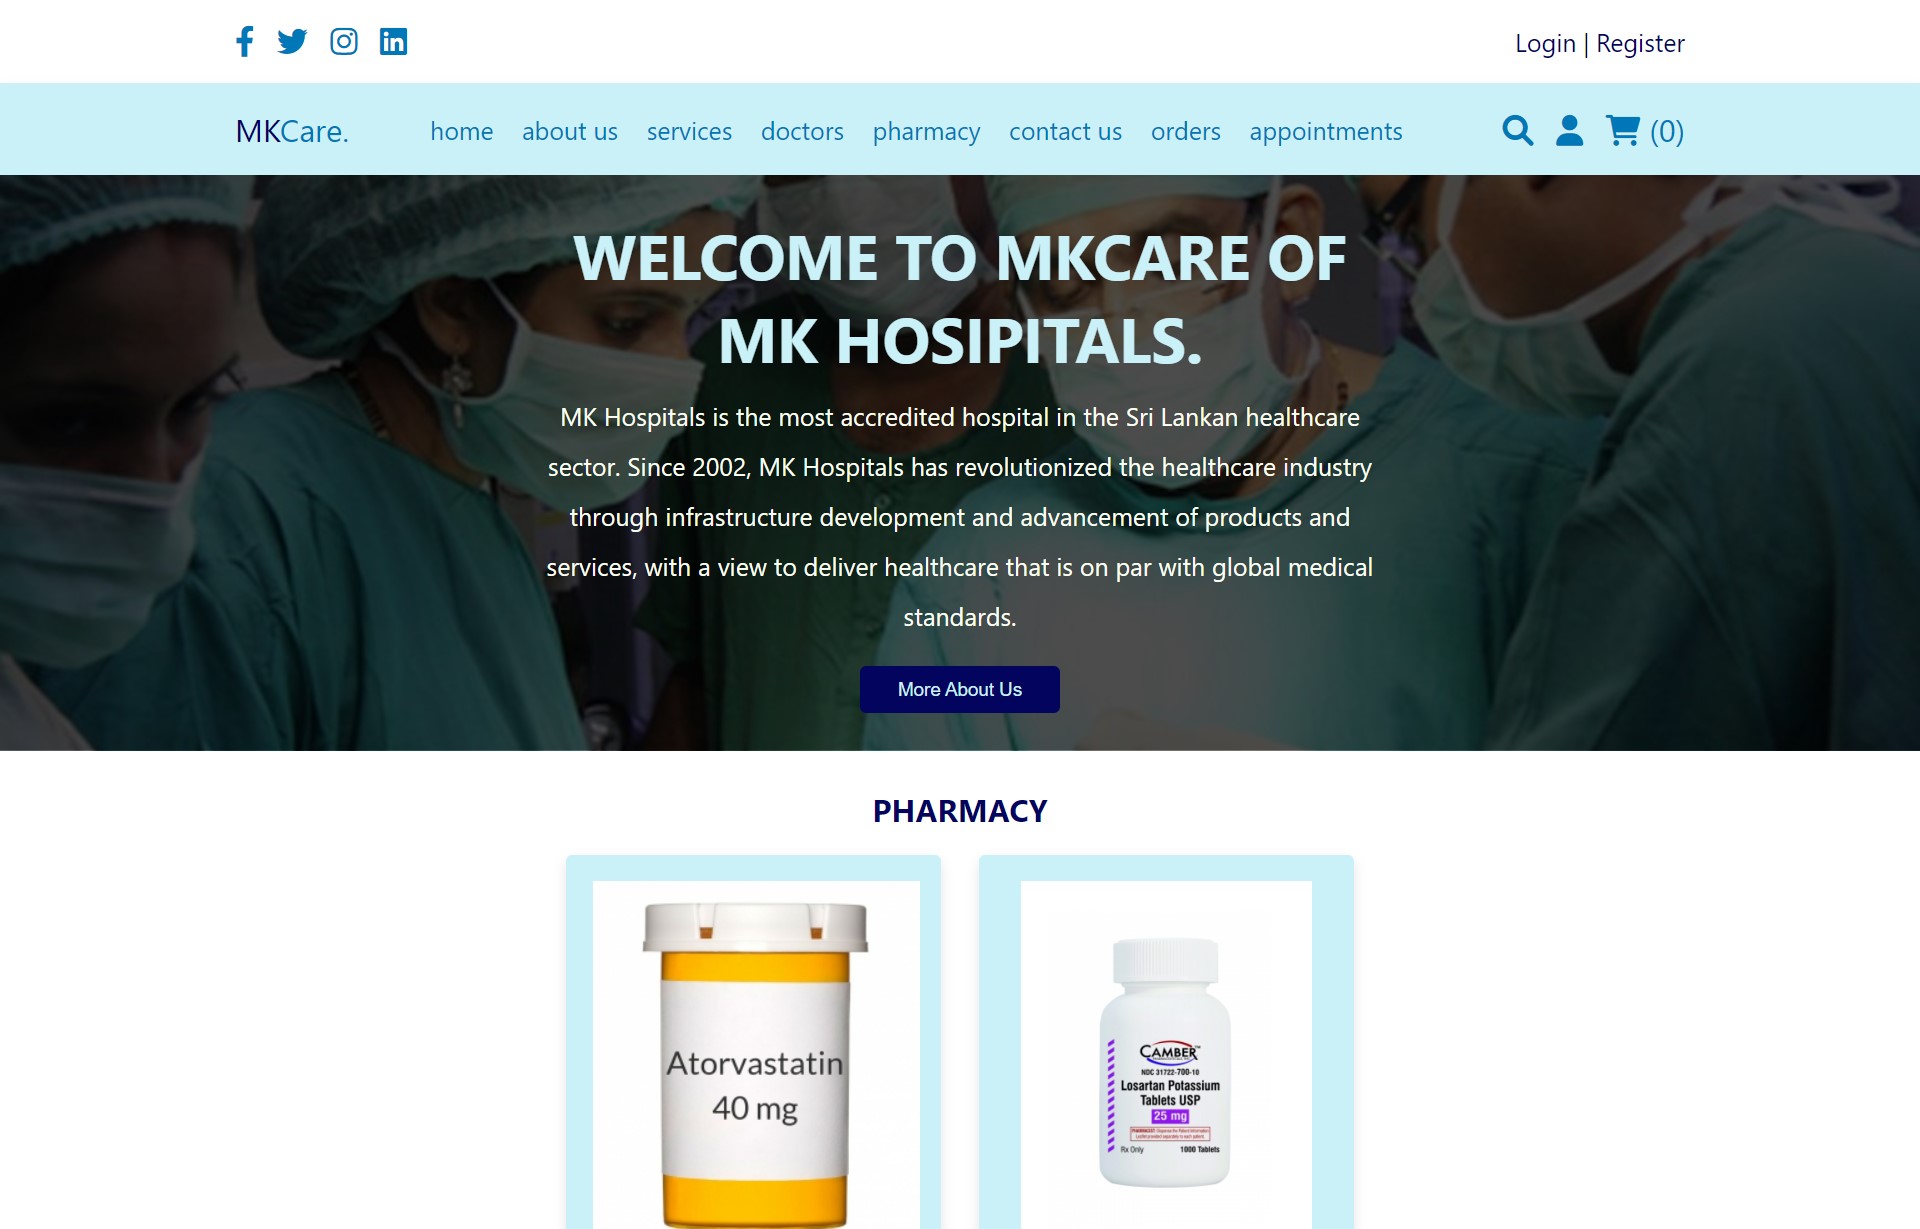 Login | Register
MKCare.
home about us services doctors pharmacy contact us orders appointments
(0)
WELCOME TO MKCARE OF
MK HOSIPITALS.
MK Hospitals is the most accredited hospital in the Sri Lankan healthcare
sector. Since 2002, MK Hospitals has revolutionized the healthcare industry
through infrastructure development and advancement of products and
services, with a view to deliver healthcare that is on par with global medical
standards.
More About Us
PHARMACY
Atorvastatin
40 mg
CAMBER™
NDC 31722-700-10
Losartan Potassium
Tablets USP
25 mg
Rx Only 1000 Tablets